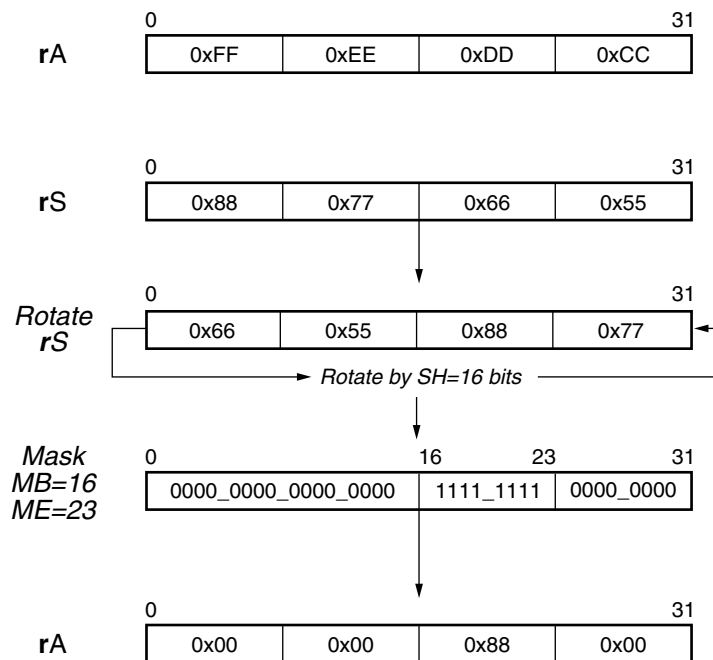 0 31
rA 0xFF 0xEE 0xDD 0xCC
0 31
rS 0x88 0x77 0x66 0x55
0 31
Rotate
rS
0x66 0x55 0x88 0x77
Rotate by SH=16 bits
Mask
MB=16
ME=23
0 16 23 31
0000_0000_0000_0000 1111_1111 0000_0000
0 31
rA 0x00 0x00 0x88 0x00